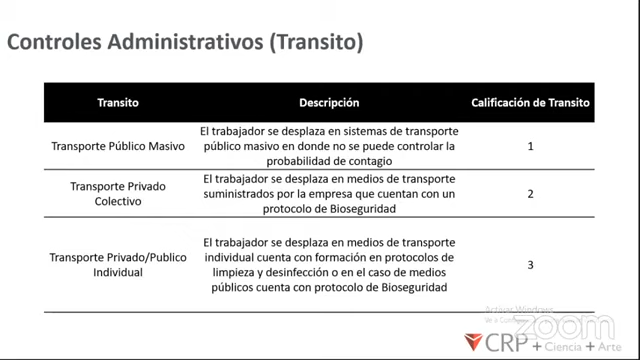 Controles Administrativos (Transito)
Transito Descripción Calificación de Transito
Transporte Público Masivo
El trabajador se desplaza en sistemas de transporte
público masivo en donde no se puede controlar la
probabilidad de contagio
1
Transporte Privado
Colectivo
El trabajador se desplaza en medios de transporte
suministrados por la empresa que cuentan con un
protocolo de Bioseguridad
2
Transporte Privado/Publico
Individual
El trabajador se desplaza en medios de transporte
individual cuenta con formación en protocolos de
limpieza y desinfección o en el caso de medios
públicos cuenta con protocolo de Bioseguridad
3
zoom
CRP+Ciencia+Arte